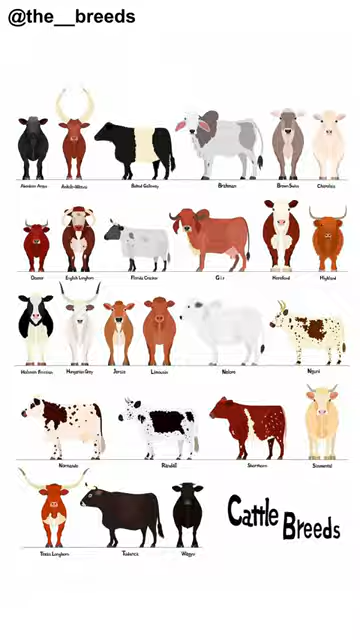 @the__breeds
Aberdeen Angus Ankole-Watusi Belted Galloway Brahman Brown Swiss Charolais
Dexter English Longhorn Florida Cracker Gir Hereford Highland
Holstein Friesian Hungarian Grey Jersey Limousin Nelore Nguni
Normande Randall Shorthorn Simmental
Texas Longhorn Tudanca Wagyu
Cattle Breeds